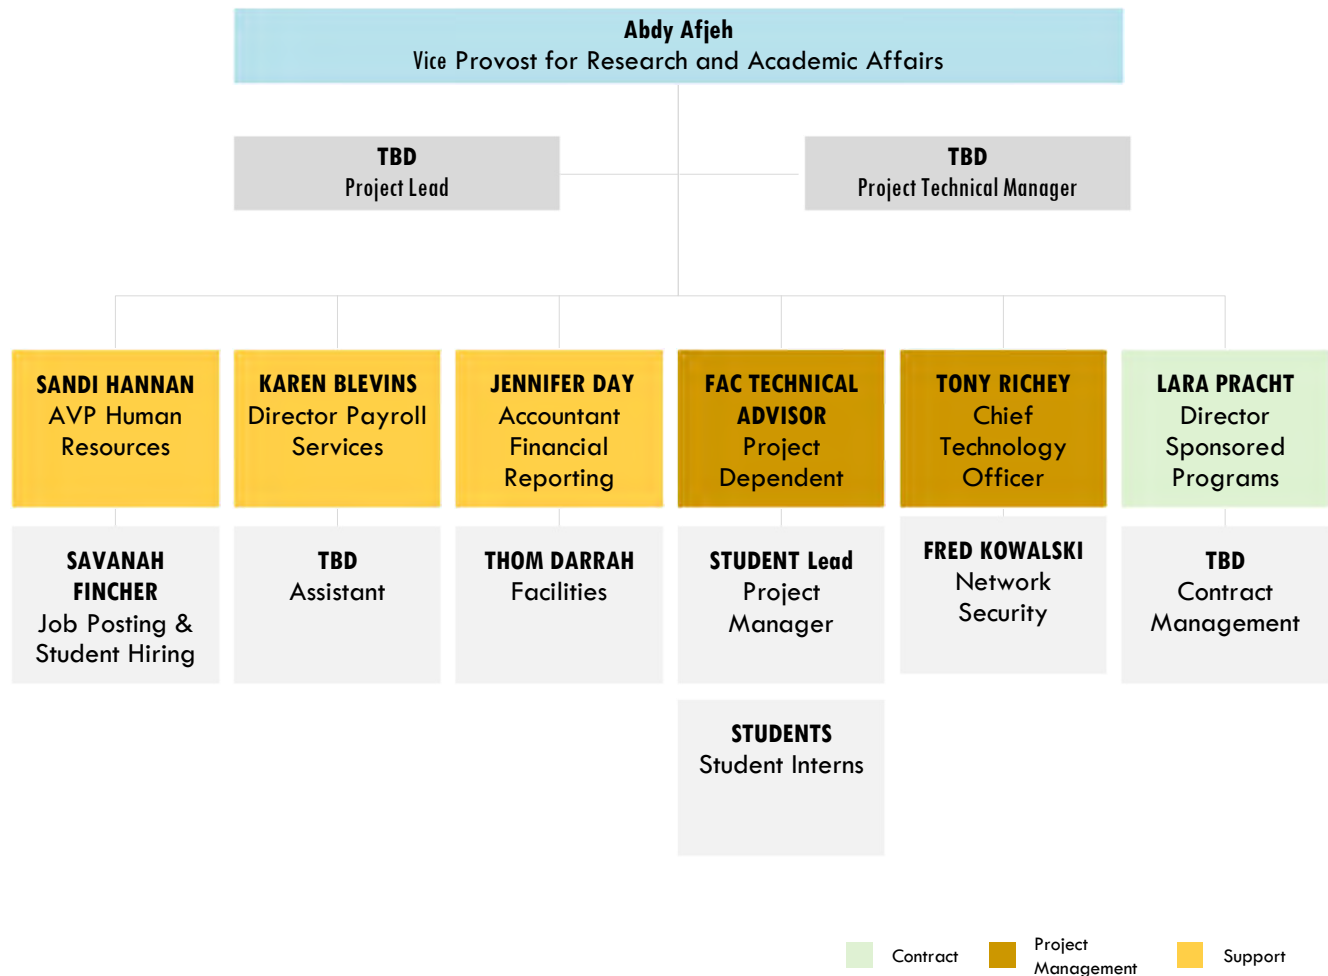 Abdy Afjeh
Vice Provost for Research and Academic Affairs
TBD
Project Lead
TBD
Project Technical Manager
SANDI HANNAN
AVP Human
Resources
KAREN BLEVINS
Director Payroll
Services
JENNIFER DAY
Accountant
Financial
Reporting
FAC TECHNICAL
ADVISOR
Project
Dependent
TONY RICHEY
Chief
Technology
Officer
LARA PRACHT
Director
Sponsored
Programs
SAVANAH
FINCHER
Job Posting &
Student Hiring
TBD
Assistant
THOM DARRAH
Facilities
STUDENT Lead
Project
Manager
FRED KOWALSKI
Network
Security
TBD
Contract
Management
STUDENTS
Student Interns
Contract
Project
Management
Support